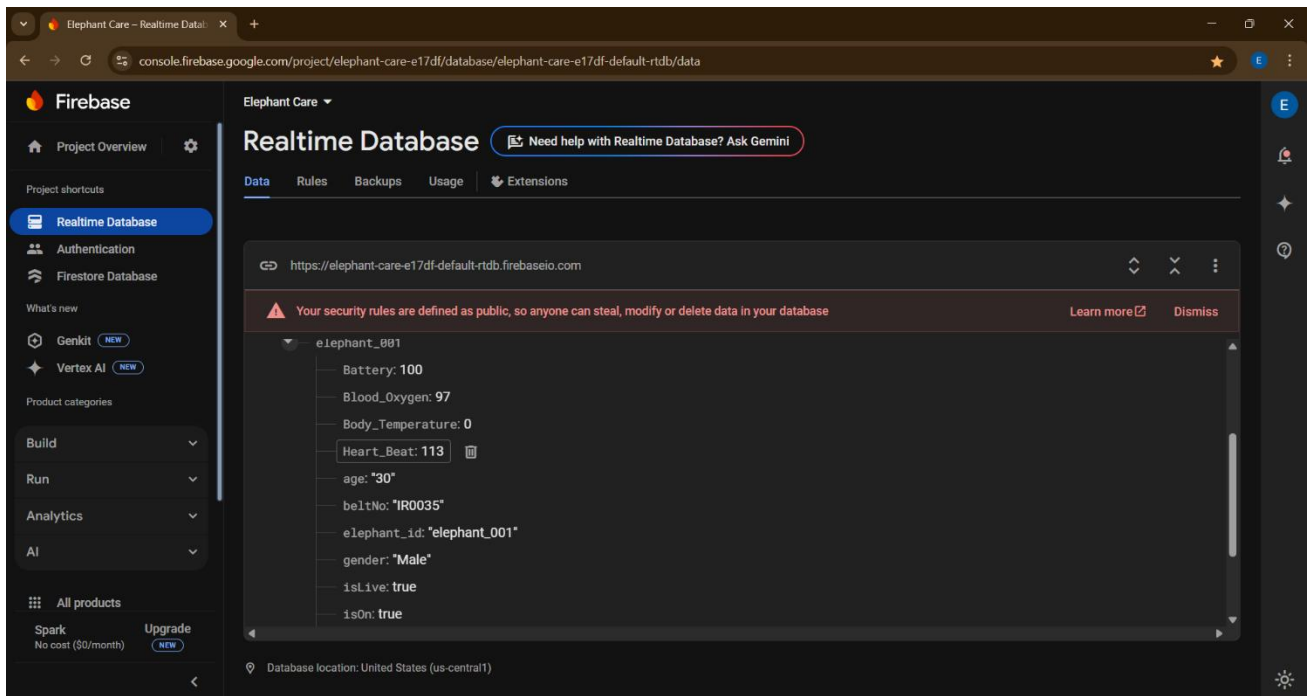 Elephant Care – Realtime Datab
console.firebase.google.com/project/elephant-care-e17df/database/elephant-care-e17df-default-rtdb/data
E
Firebase
Project Overview
Project shortcuts
Realtime Database
Authentication
Firestore Database
What's new
Genkit NEW
Vertex AI NEW
Product categories
Build
Run
Analytics
AI
All products
Spark
No cost ($0/month)
Upgrade
NEW
Elephant Care
Realtime Database
Need help with Realtime Database? Ask Gemini
Data Rules Backups Usage Extensions
https://elephant-care-e17df-default-rtdb.firebaseio.com
Your security rules are defined as public, so anyone can steal, modify or delete data in your database Learn more Dismiss
elephant_001
Battery: 100
Blood_Oxygen: 97
Body_Temperature: 0
Heart_Beat: 113
age: "30"
beltNo: "IR0035"
elephant_id: "elephant_001"
gender: "Male"
isLive: true
isOn: true
Database location: United States (us-central1)
E